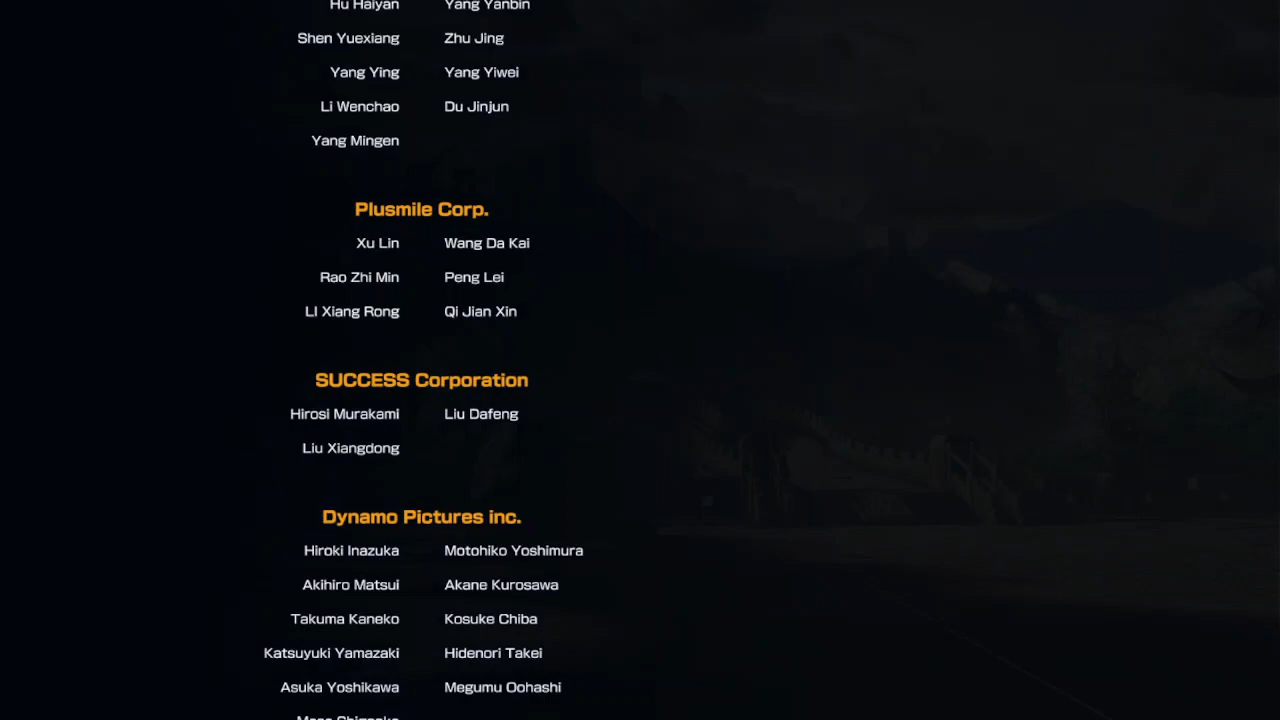 Hu Haiyan Yang Yanbin
Shen Yuexiang Zhu Jing
Yang Ying Yang Yiwei
Li Wenchao Du Jinjun
Yang Mingen
Plusmile Corp.
Xu Lin Wang Da Kai
Rao Zhi Min Peng Lei
LI Xiang Rong Qi Jian Xin
SUCCESS Corporation
Hirosi Murakami Liu Dafeng
Liu Xiangdong
Dynamo Pictures inc.
Hiroki Inazuka Motohiko Yoshimura
Akihiro Matsui Akane Kurosawa
Takuma Kaneko Kosuke Chiba
Katsuyuki Yamazaki Hidenori Takei
Asuka Yoshikawa Megumu Oohashi